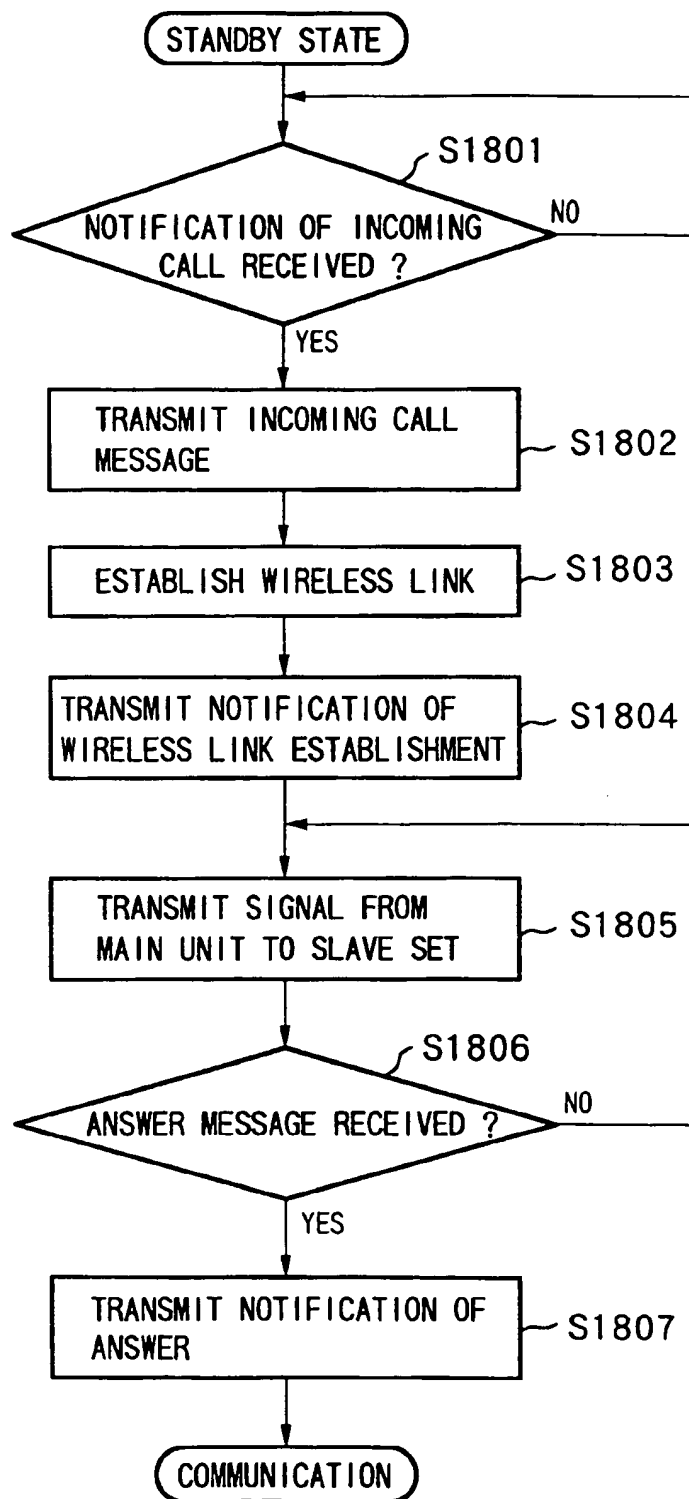 STANDBY STATE
S1801
NOTIFICATION OF INCOMING
CALL RECEIVED ?
NO
YES
TRANSMIT INCOMING CALL
MESSAGE
S1802
ESTABLISH WIRELESS LINK
S1803
TRANSMIT NOTIFICATION OF
WIRELESS LINK ESTABLISHMENT
S1804
TRANSMIT SIGNAL FROM
MAIN UNIT TO SLAVE SET
S1805
S1806
ANSWER MESSAGE RECEIVED ?
NO
YES
TRANSMIT NOTIFICATION OF
ANSWER
S1807
COMMUNICATION